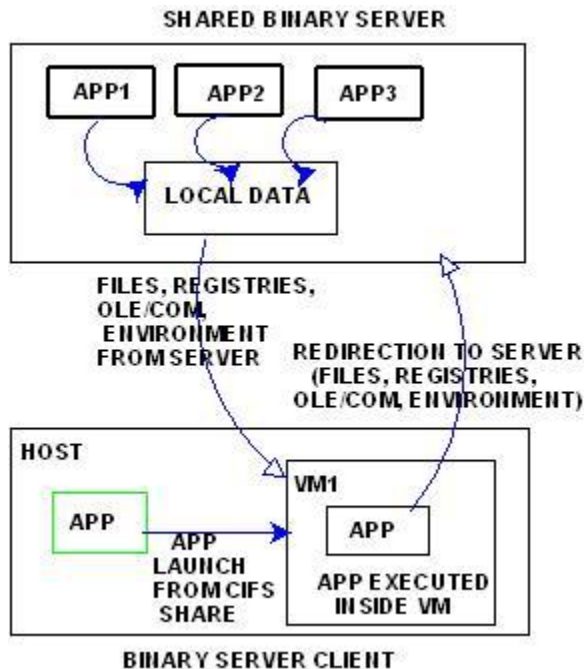 SHARED BINARY SERVER
APP1
APP2
APP3
LOCAL DATA
FILES, REGISTRIES,
OLE/COM,
ENVIRONMENT
FROM SERVER
REDIRECTION TO SERVER
(FILES, REGISTRIES,
OLE/COM, ENVIRONMENT)
HOST
APP
APP
LAUNCH
FROM CIFS
SHARE
VM1
APP
APP EXECUTED
INSIDE VM
BINARY SERVER CLIENT